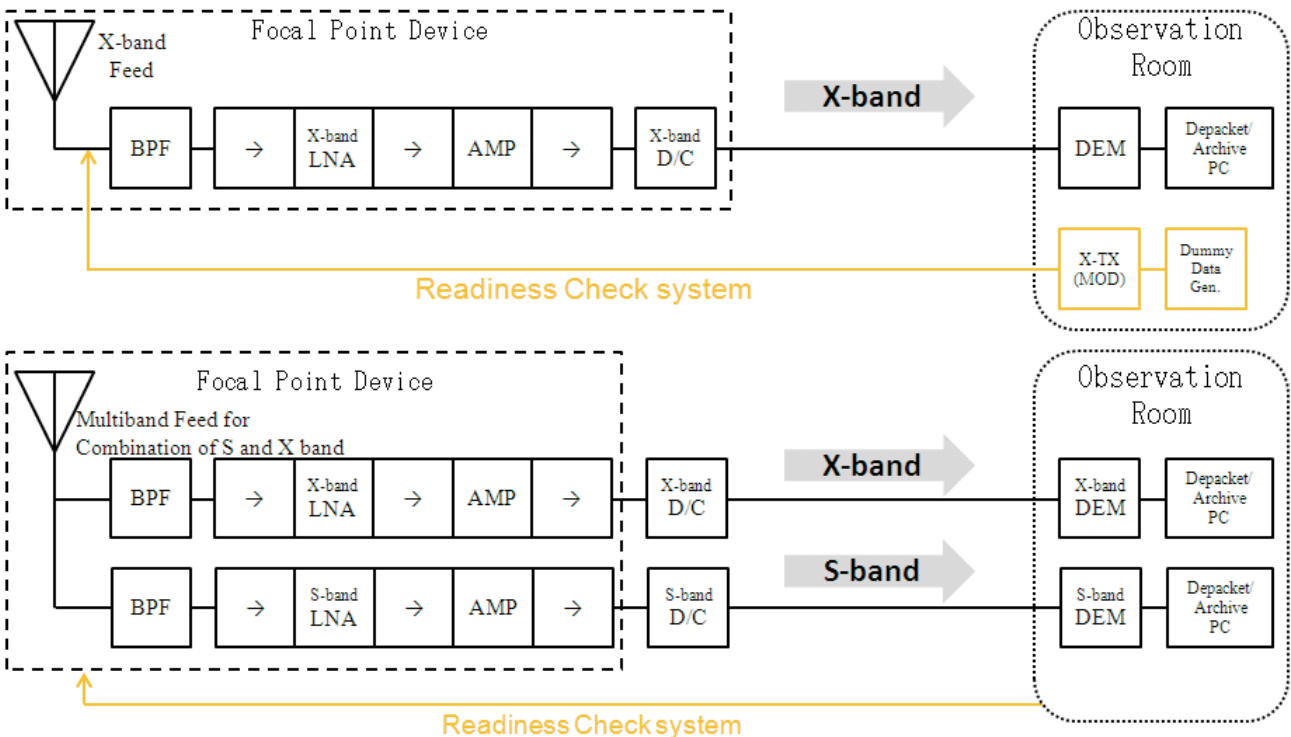 Focal Point Device
X-band
Feed
BPF
→
X-band
LNA
→
AMP
→
X-band
D/C
X-band
Observation
Room
DEM
Depacket/
Archive
PC
X-TX
(MOD)
Dummy
Data
Gen.
Readiness Check system
Focal Point Device
Multiband Feed for
Combination of S and X band
BPF
→
X-band
LNA
→
AMP
→
X-band
D/C
X-band
Observation
Room
X-band
DEM
Depacket/
Archive
PC
BPF
→
S-band
LNA
→
AMP
→
S-band
D/C
S-band
S-band
DEM
Depacket/
Archive
PC
Readiness Check system